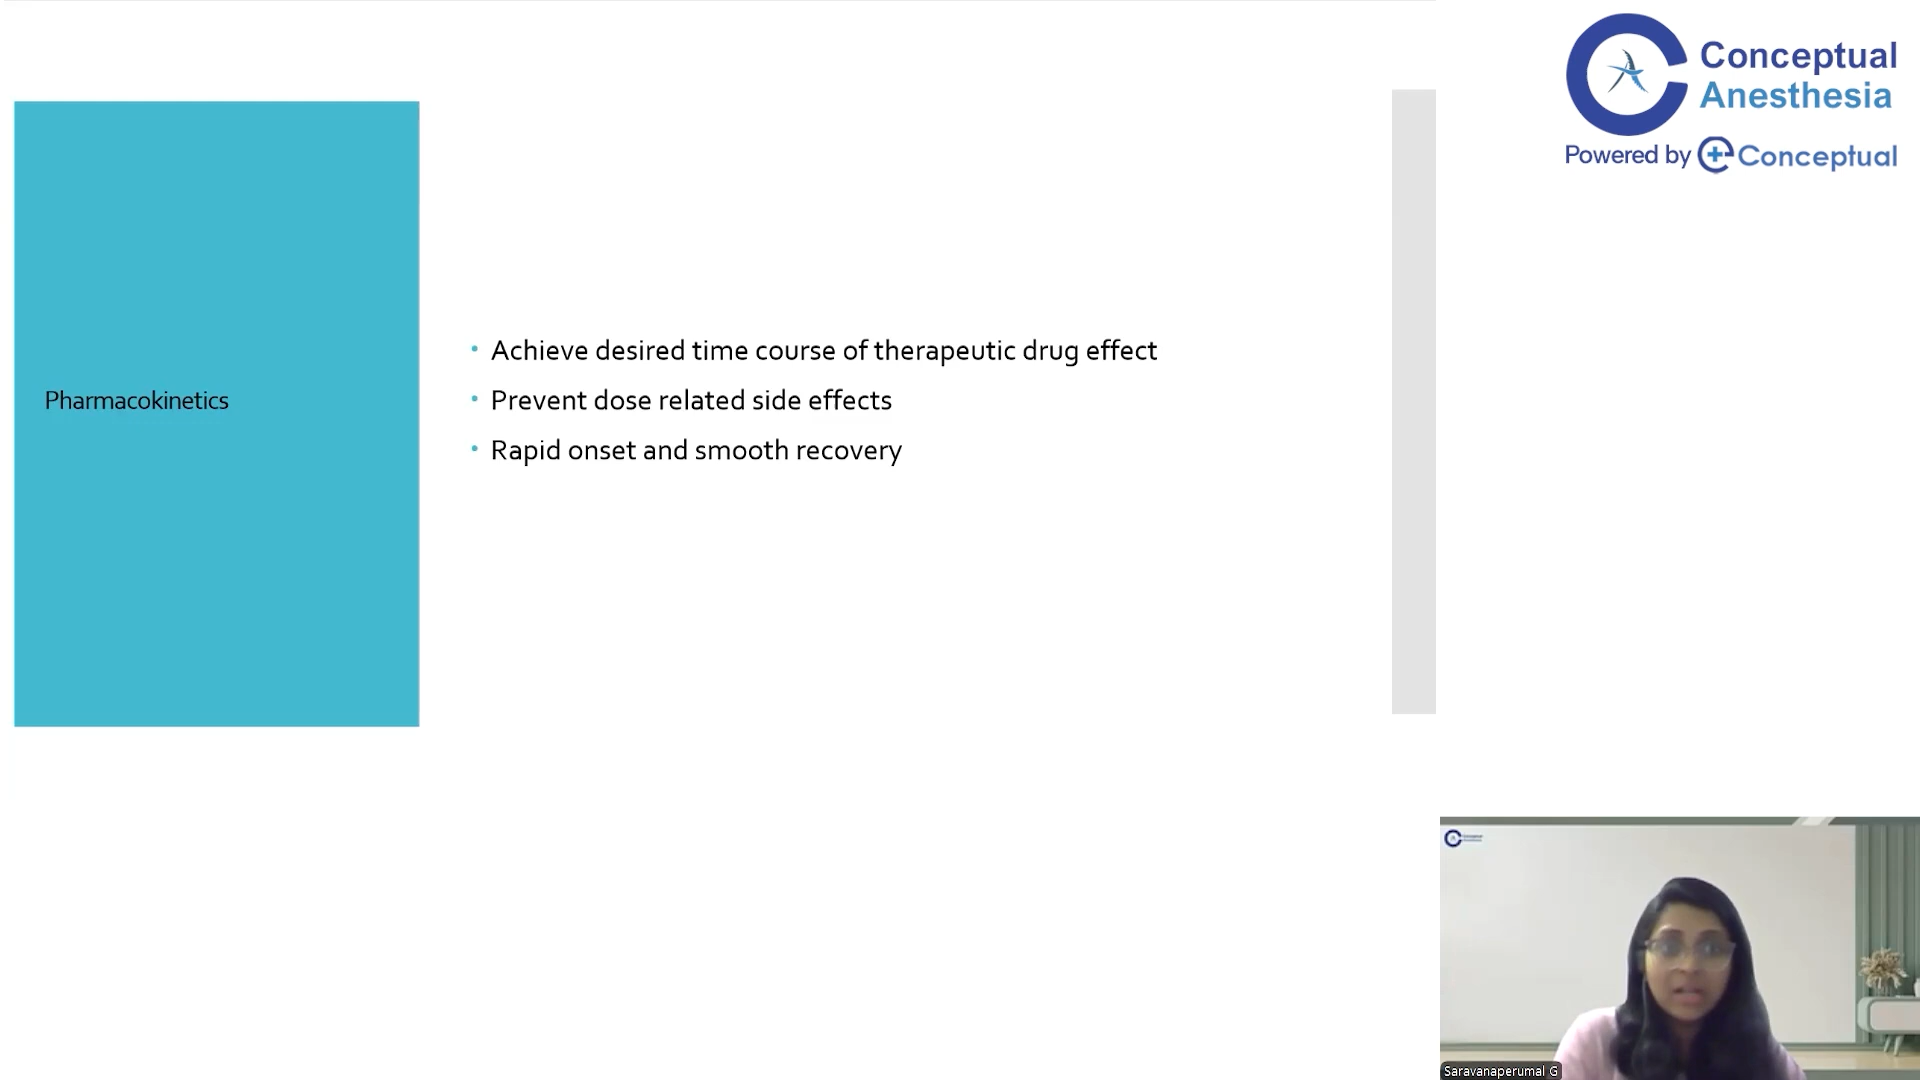 Conceptual
Anesthesia
Powered by Conceptual
Pharmacokinetics
Achieve desired time course of therapeutic drug effect
Prevent dose related side effects
Rapid onset and smooth recovery
Saravanaperumal G